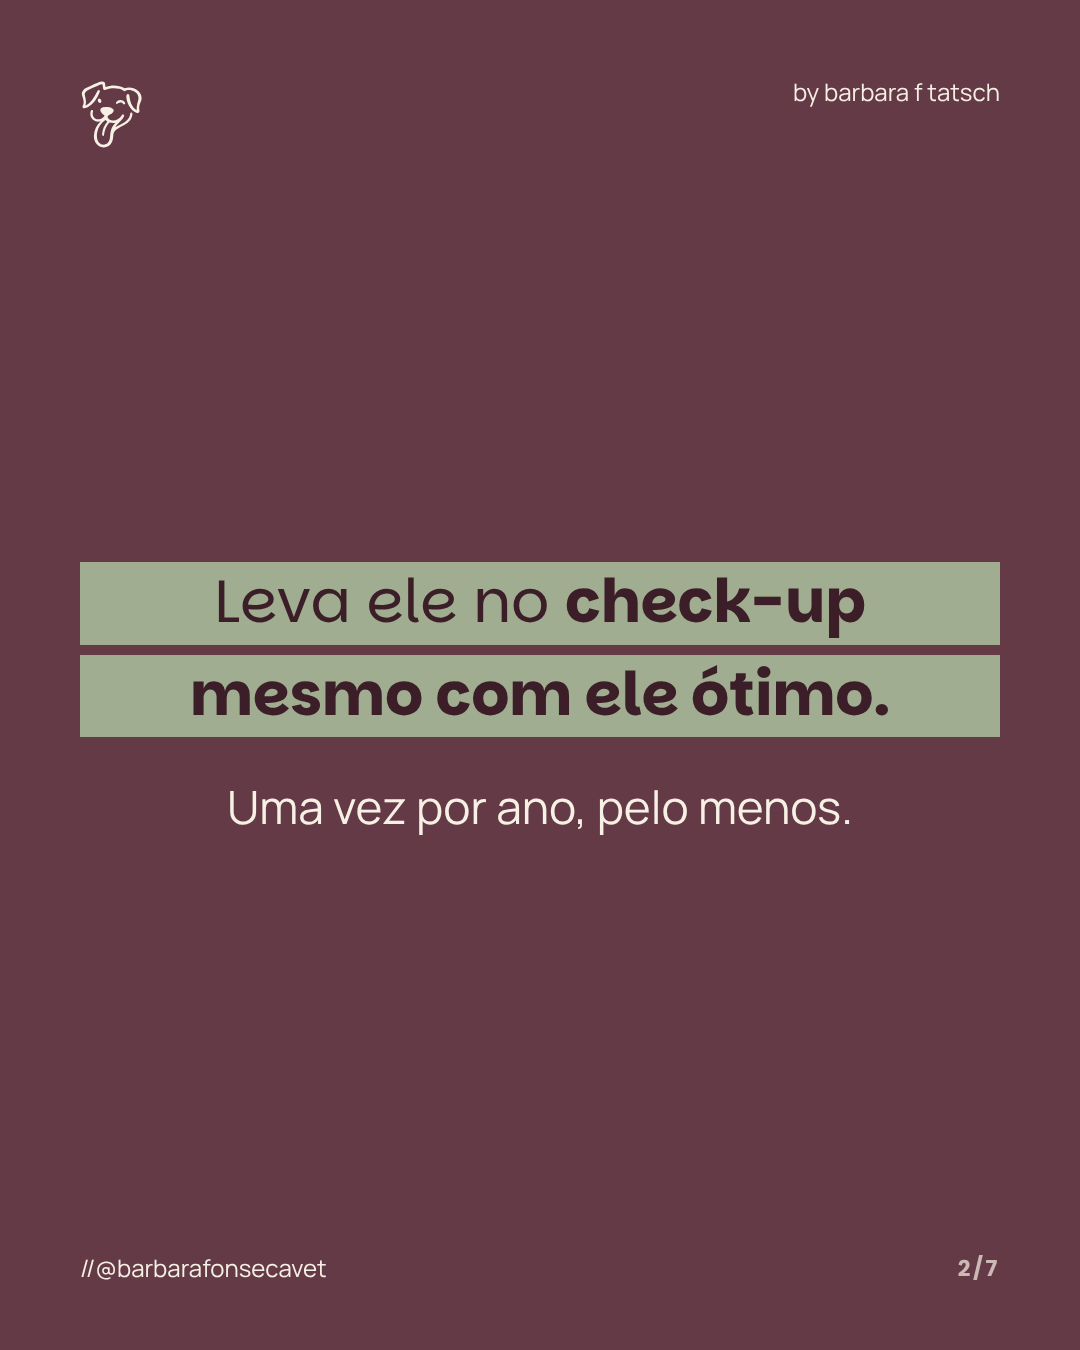 by barbara f tatsch
Leva ele no check-up
mesmo com ele ótimo.
Uma vez por ano, pelo menos.
//@barbarafonsecavet
2/7